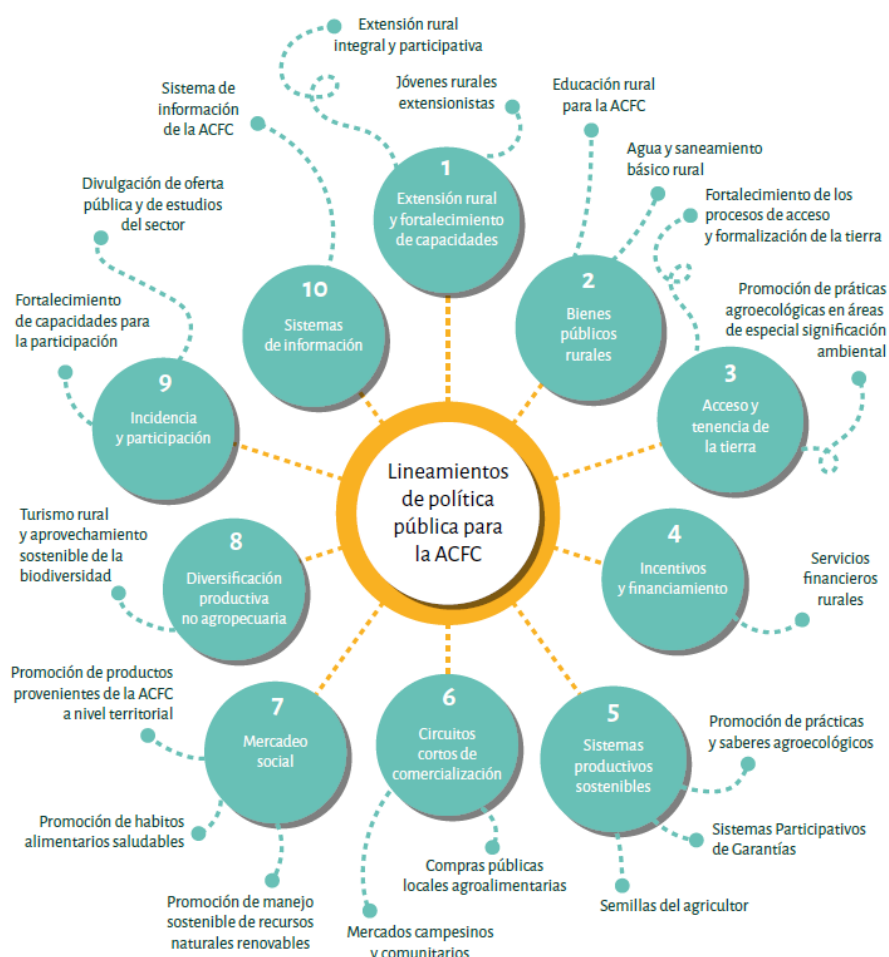 Extensión rural
integral y participativa
Jóvenes rurales
extensionistas
Sistema de
información
de la ACFC
Educación rural
para la ACFC
Agua y saneamiento
básico rural
Divulgación de oferta
pública y de estudios
del sector
Fortalecimiento de los
procesos de acceso
y formalización de la tierra
Fortalecimiento
de capacidades para
la participación
Promoción de práticas
agroecológicas en áreas
de especial significación
ambiental
1
Extensión rural
y fortalecimiento
de capacidades
2
Bienes
públicos
rurales
3
Acceso y
tenencia de
la tierra
4
Incentivos
y financiamiento
Servicios
financieros
rurales
5
Sistemas
productivos
sostenibles
Promoción de prácticas
y saberes agroecológicos
Sistemas Participativos
de Garantías
Semillas del agricultor
6
Circuitos
cortos de
comercialización
Compras públicas
locales agroalimentarias
Mercados campesinos
y comunitarios
7
Mercadeo
social
Promoción de productos
provenientes de la ACFC
a nivel territorial
Promoción de habitos
alimentarios saludables
Promoción de manejo
sostenible de recursos
naturales renovables
8
Diversificación
productiva
no agropecuaria
Turismo rural
y aprovechamiento
sostenible de la
biodiversidad
9
Incidencia
y participación
10
Sistemas
de información
Lineamientos
de política
pública para
la ACFC